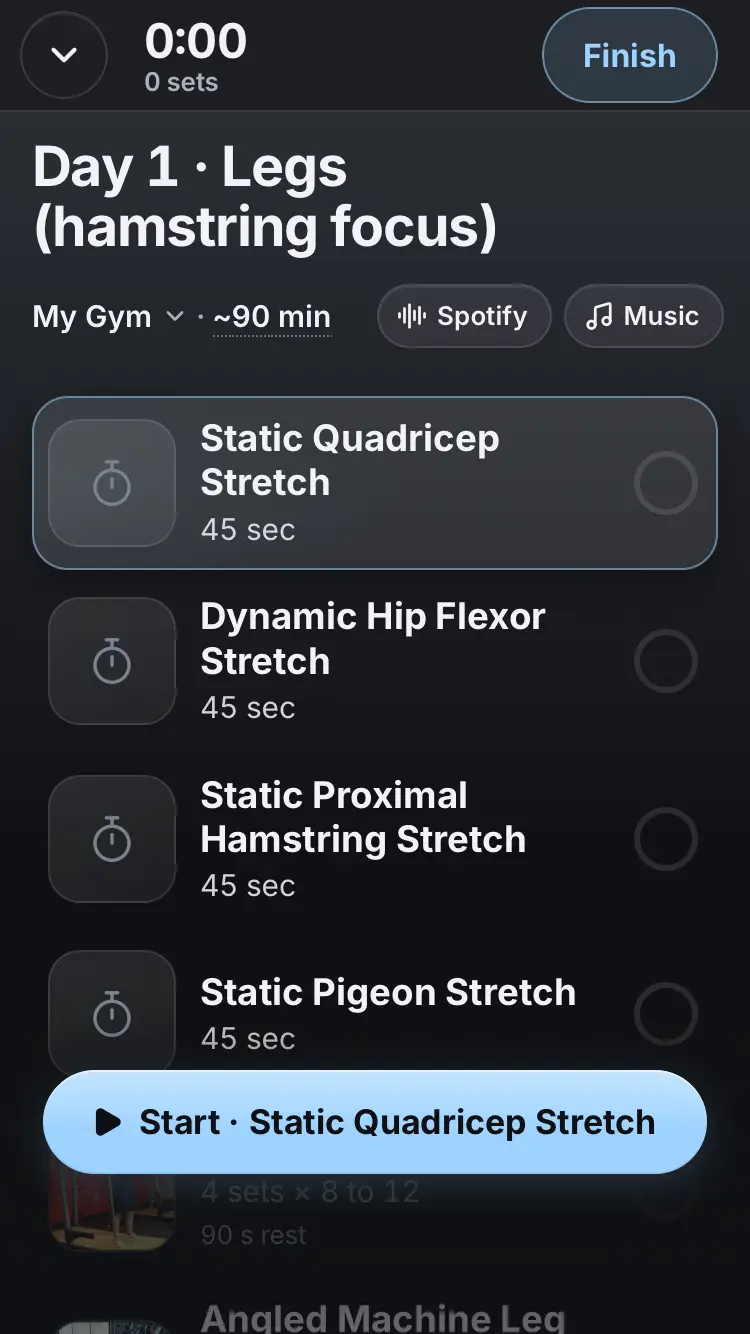 0:00
0 sets
Finish
Day 1 · Legs
(hamstring focus)
My Gym · ~90 min
Spotify
Music
Static Quadricep
Stretch
45 sec
Dynamic Hip Flexor
Stretch
45 sec
Static Proximal
Hamstring Stretch
45 sec
Static Pigeon Stretch
45 sec
Start · Static Quadricep Stretch
4 sets × 8 to 12
90 s rest
Angled Machine Leg